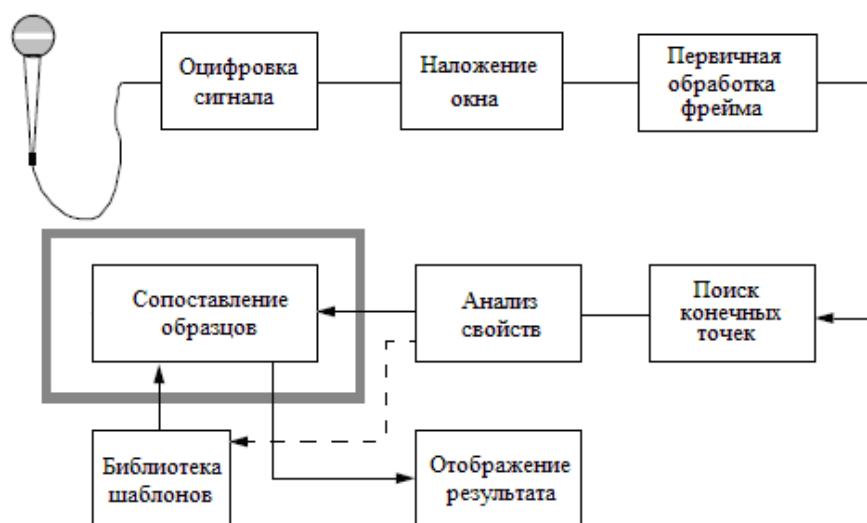 Оцифровка
сигнала
Наложение
окна
Первичная
обработка
фрейма
Сопоставление
образцов
Анализ
свойств
Поиск
конечных
точек
Библиотека
шаблонов
Отображение
результата